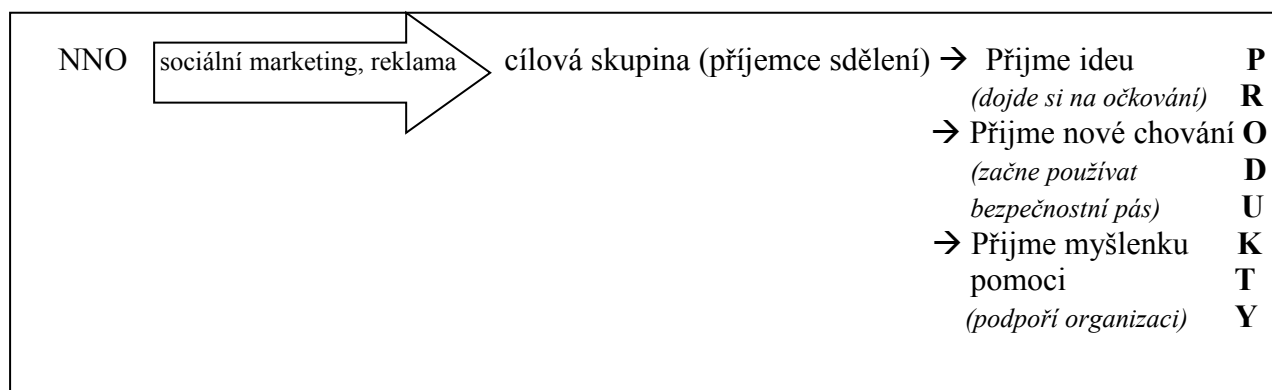 NNO sociální marketing, reklama cílová skupina (příjemce sdělení) → Přijme ideu P
(dojde si na očkování) R
→ Přijme nové chování O
(začne používat D
bezpečnostní pás) U
→ Přijme myšlenku K
pomoci T
(podpoří organizaci) Y